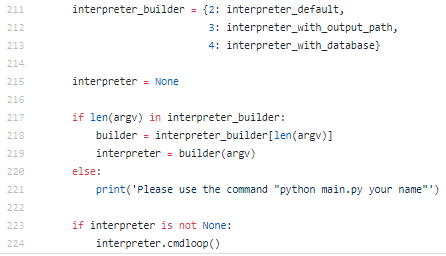 211 interpreter_builder = {2: interpreter_default,
212 3: interpreter_with_output_path,
213 4: interpreter_with_database}
214
215 interpreter = None
216
217 if len(argv) in interpreter_builder:
218 builder = interpreter_builder[len(argv)]
219 interpreter = builder(argv)
220 else:
221 print('Please use the command "python main.py your name"')
222
223 if interpreter is not None:
224 interpreter.cmdloop()